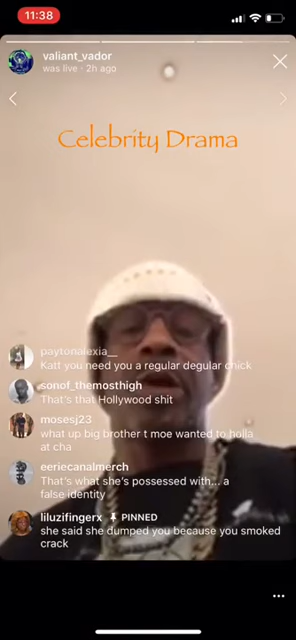 11:38
valiant_vador
was live · 2h ago
Celebrity Drama
paytonalexia__
Katt you need you a regular degular chick
sonof_themosthigh
That's that Hollywood shit
mosesj23
what up big brother t moe wanted to holla
at cha
eeriecanalmerch
That's what she's possessed with... a
false identity
liluzifingerx PINNED
she said she dumped you because you smoked
crack